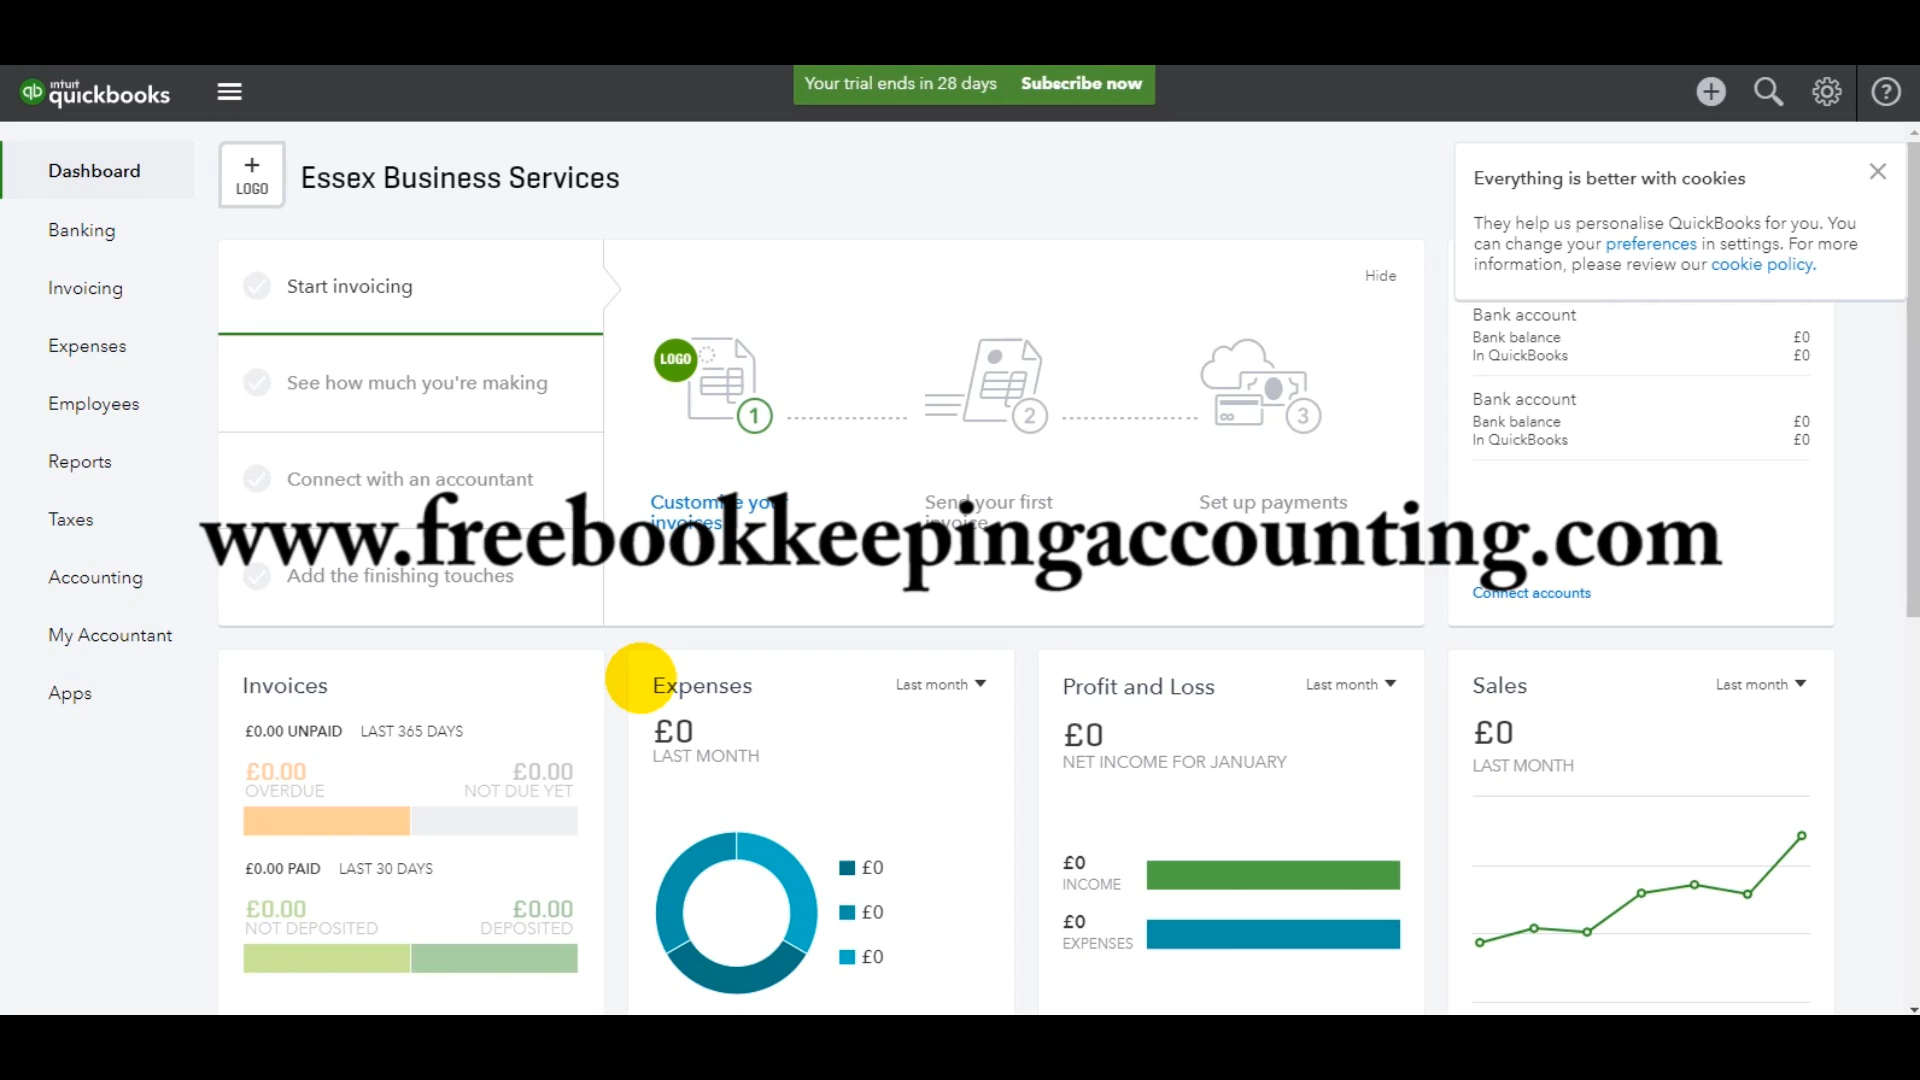 intuit
quickbooks
Your trial ends in 28 days Subscribe now
Dashboard
Banking
Invoicing
Expenses
Employees
Reports
Taxes
Accounting
My Accountant
Apps
+
LOGO
Essex Business Services
Start invoicing
See how much you're making
Connect with an accountant
Add the finishing touches
Hide
LOGO
1
2
3
Customise your
invoices
Send your first
invoice
Set up payments
www.freebookkeepingaccounting.com
Everything is better with cookies
They help us personalise QuickBooks for you. You
can change your preferences in settings. For more
information, please review our cookie policy.
Bank account
Bank balance £0
In QuickBooks £0
Bank account
Bank balance £0
In QuickBooks £0
Connect accounts
Invoices
£0.00 UNPAID LAST 365 DAYS
£0.00 £0.00
OVERDUE NOT DUE YET
£0.00 PAID LAST 30 DAYS
£0.00 £0.00
NOT DEPOSITED DEPOSITED
Expenses Last month
£0
LAST MONTH
£0
£0
£0
Profit and Loss Last month
£0
NET INCOME FOR JANUARY
£0
INCOME
£0
EXPENSES
Sales Last month
£0
LAST MONTH